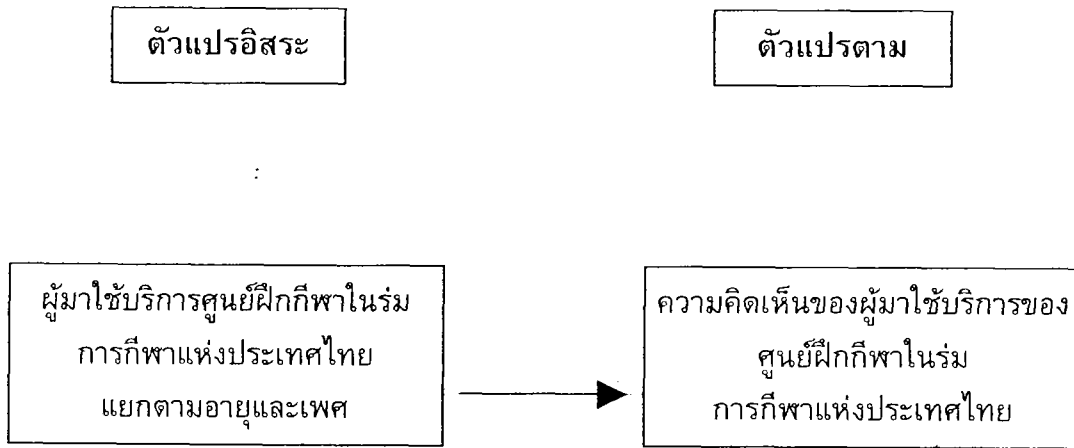 ตัวแปรอิสระ
ตัวแปรตาม
:
ผู้มาใช้บริการศูนย์ฝึกกีฬาในร่ม
การกีฬาแห่งประเทศไทย
แยกตามอายุและเพศ
ความคิดเห็นของผู้มาใช้บริการของ
ศูนย์ฝึกกีฬาในร่ม
การกีฬาแห่งประเทศไทย